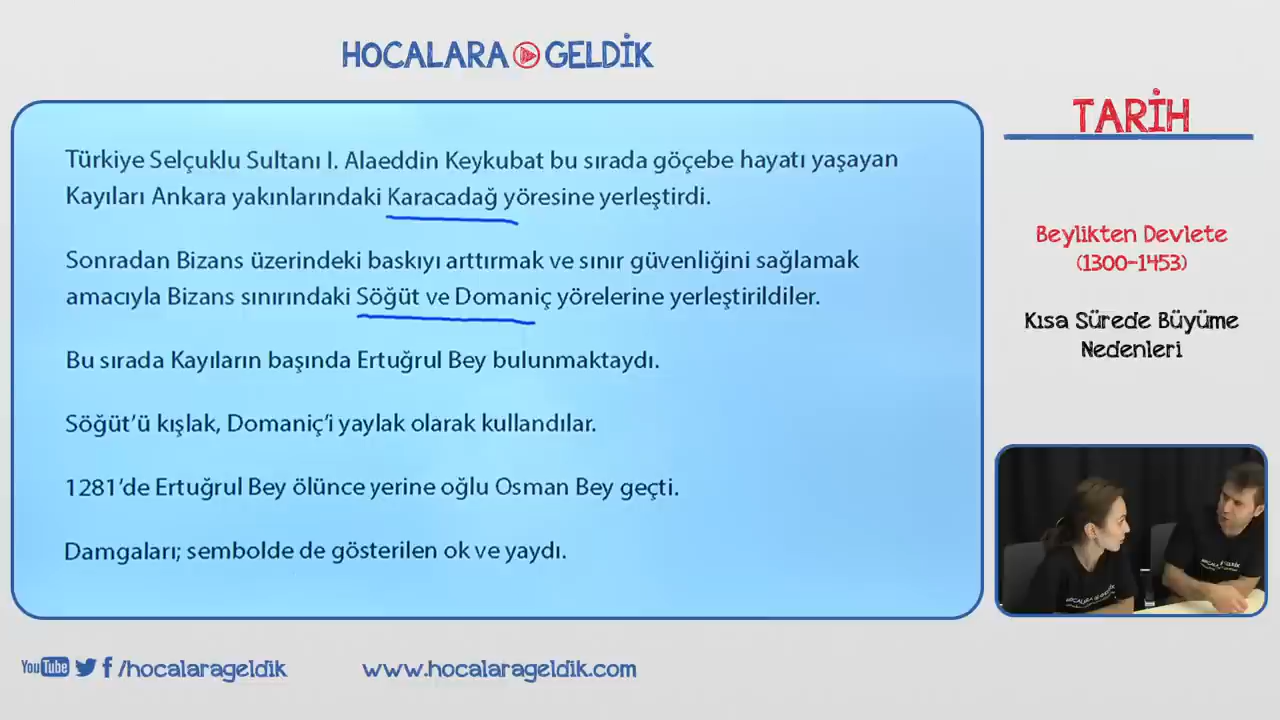 HOCALARA GELDİK
TARİH
Türkiye Selçuklu Sultanı I. Alaeddin Keykubat bu sırada göçebe hayatı yaşayan
Kayıları Ankara yakınlarındaki Karacadağ yöresine yerleştirdi.
Sonradan Bizans üzerindeki baskıyı arttırmak ve sınır güvenliğini sağlamak
amacıyla Bizans sınırındaki Söğüt ve Domaniç yörelerine yerleştirildiler.
Bu sırada Kayıların başında Ertuğrul Bey bulunmaktaydı.
Söğüt’ü kışlak, Domaniç’i yaylak olarak kullandılar.
1281’de Ertuğrul Bey ölünce yerine oğlu Osman Bey geçti.
Damgaları; sembolde de gösterilen ok ve yaydı.
Beylikten Devlete
(1300-1453)
Kısa Sürede Büyüme
Nedenleri
YouTube /hocalarageldik
www.hocalarageldik.com